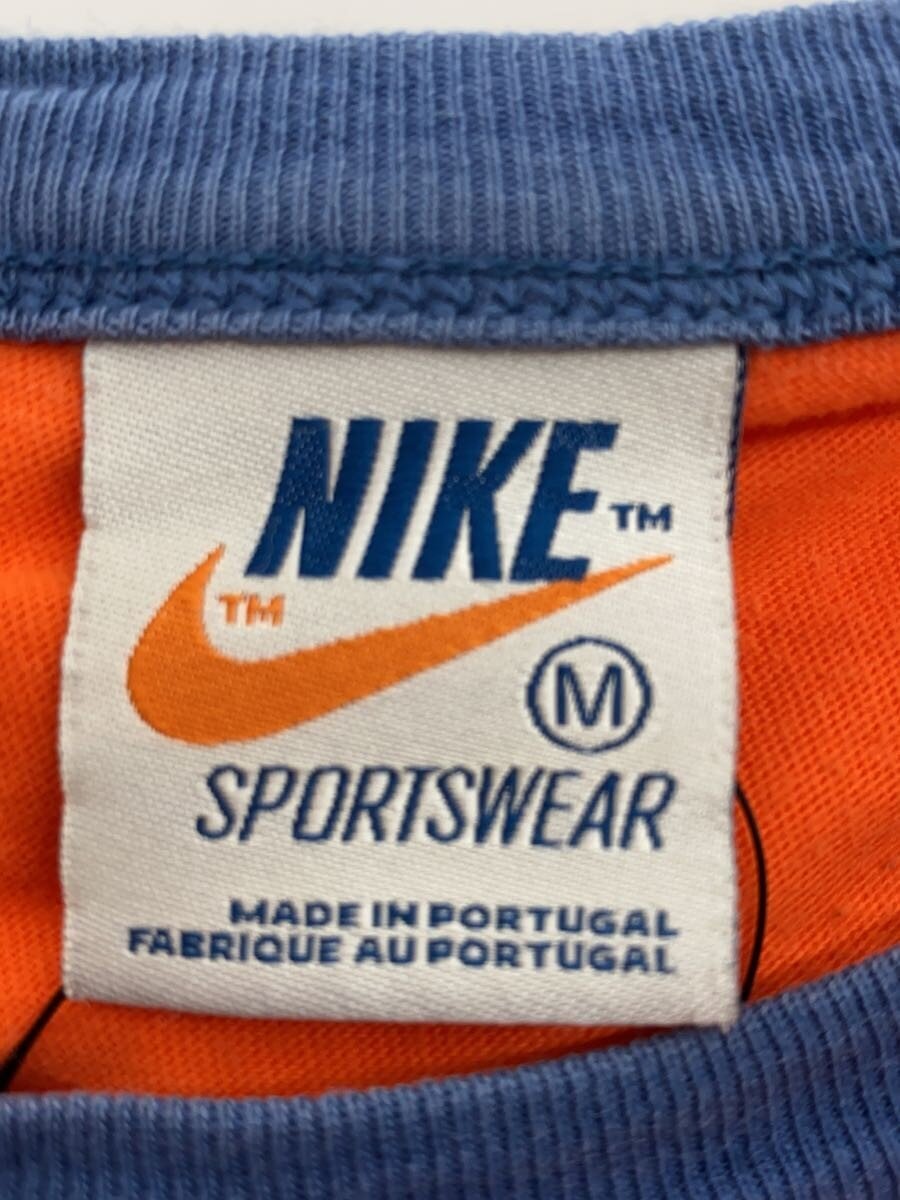 NIKE™
™
M
SPORTSWEAR
MADE IN PORTUGAL
FABRIQUE AU PORTUGAL